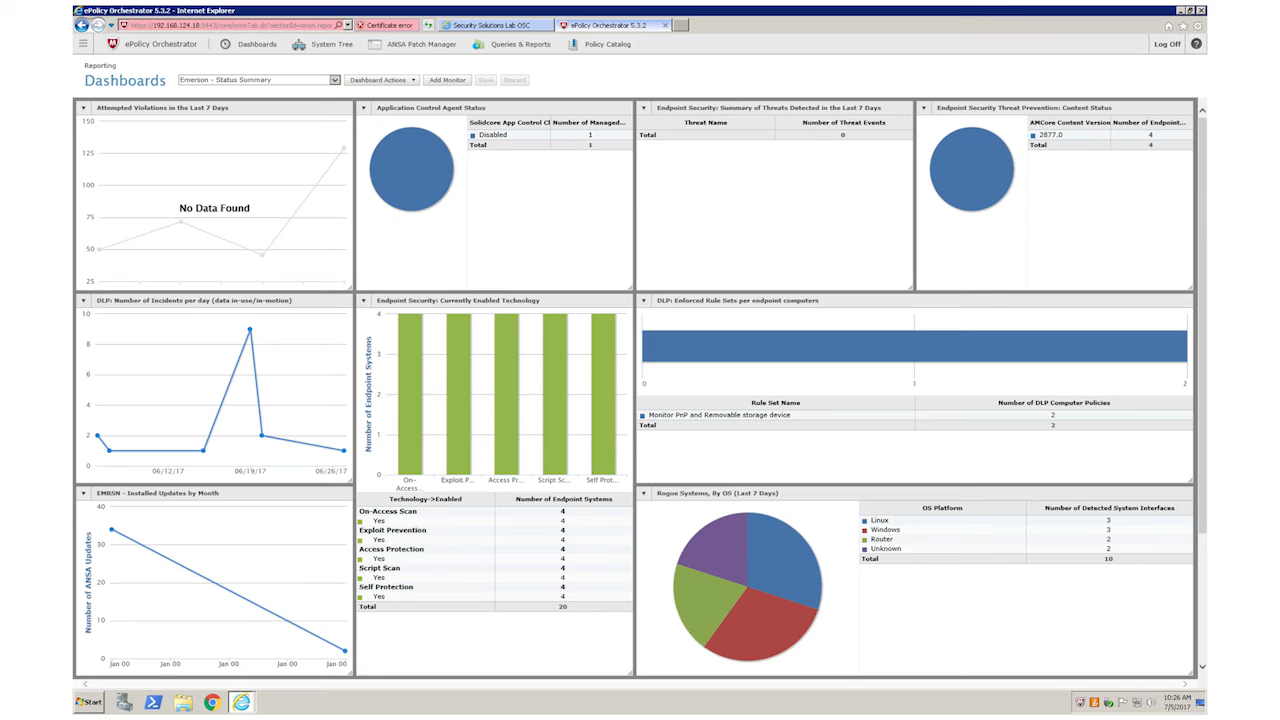 ePolicy Orchestrator 5.3.2 - Internet Explorer
Certificate error
Security Solutions Lab OSC
ePolicy Orchestrator 5.3.2
ePolicy Orchestrator
Dashboards
System Tree
ANSA Patch Manager
Queries & Reports
Policy Catalog
Log Off
Reporting
Dashboards
Emerson - Status Summary
Dashboard Actions
Add Monitor
Save
Discard
Attempted Violations in the Last 7 Days
150
125
100
75
50
25
No Data Found
Application Control Agent Status
Solidcore App Control Cl Number of Managed...
Disabled 1
Total 1
Endpoint Security: Summary of Threats Detected in the Last 7 Days
Threat Name Number of Threat Events
Total 0
Endpoint Security Threat Prevention: Content Status
AMCore Content Version Number of Endpoint...
2877.0 4
Total 4
DLP: Number of Incidents per day (data in-use/in-motion)
10
8
6
4
2
0
06/12/17 06/19/17 06/26/17
Endpoint Security: Currently Enabled Technology
Number of Endpoint Systems
4
3
2
1
0
On-Access... Exploit P... Access Pr... Script Sc... Self Prot...
Technology->Enabled Number of Endpoint Systems
On-Access Scan 4
Yes 4
Exploit Prevention 4
Yes 4
Access Protection 4
Yes 4
Script Scan 4
Yes 4
Self Protection 4
Yes 4
Total 20
DLP: Enforced Rule Sets per endpoint computers
0 1 2
Rule Set Name Number of DLP Computer Policies
Monitor PnP and Removable storage device 2
Total 2
EMRSN - Installed Updates by Month
Number of ANSA Updates
40
30
20
10
0
Jan 00 Jan 00 Jan 00 Jan 00 Jan 00
Rogue Systems, By OS (Last 7 Days)
OS Platform Number of Detected System Interfaces
Linux 3
Windows 3
Router 2
Unknown 2
Total 10
Start
10:26 AM
7/5/2017